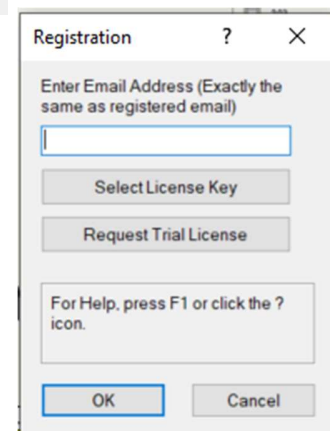 Registration ? ✕
Enter Email Address (Exactly the
same as registered email)
Select License Key
Request Trial License
For Help, press F1 or click the ?
icon.
OK Cancel